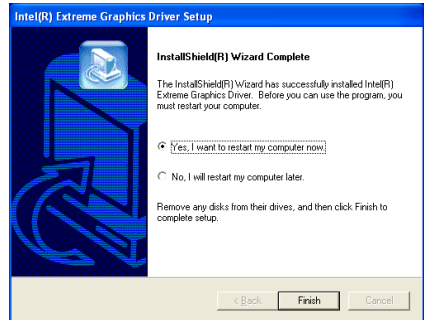 Intel(R) Extreme Graphics Driver Setup
InstallShield(R) Wizard Complete
The InstallShield(R) Wizard has successfully installed Intel(R)
Extreme Graphics Driver.  Before you can use the program, you
must restart your computer.
Yes, I want to restart my computer now.
No, I will restart my computer later.
Remove any disks from their drives, and then click Finish to
complete setup.
< Back
Finish
Cancel